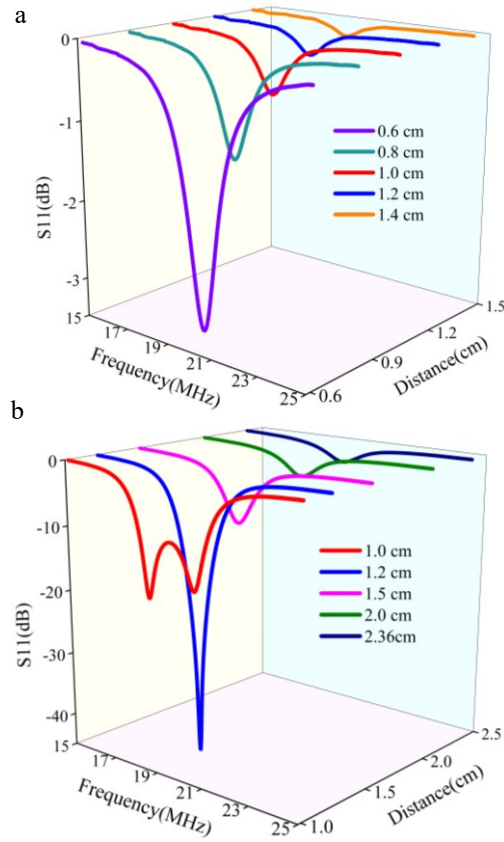 a
0
-1
-2
-3
S11(dB)
15
17
19
21
23
25
Frequency(MHz)
0.6
0.9
1.2
1.5
Distance(cm)
0.6 cm
0.8 cm
1.0 cm
1.2 cm
1.4 cm
b
0
-10
-20
-30
-40
S11(dB)
15
17
19
21
23
25
Frequency(MHz)
1.0
1.5
2.0
2.5
Distance(cm)
1.0 cm
1.2 cm
1.5 cm
2.0 cm
2.36cm